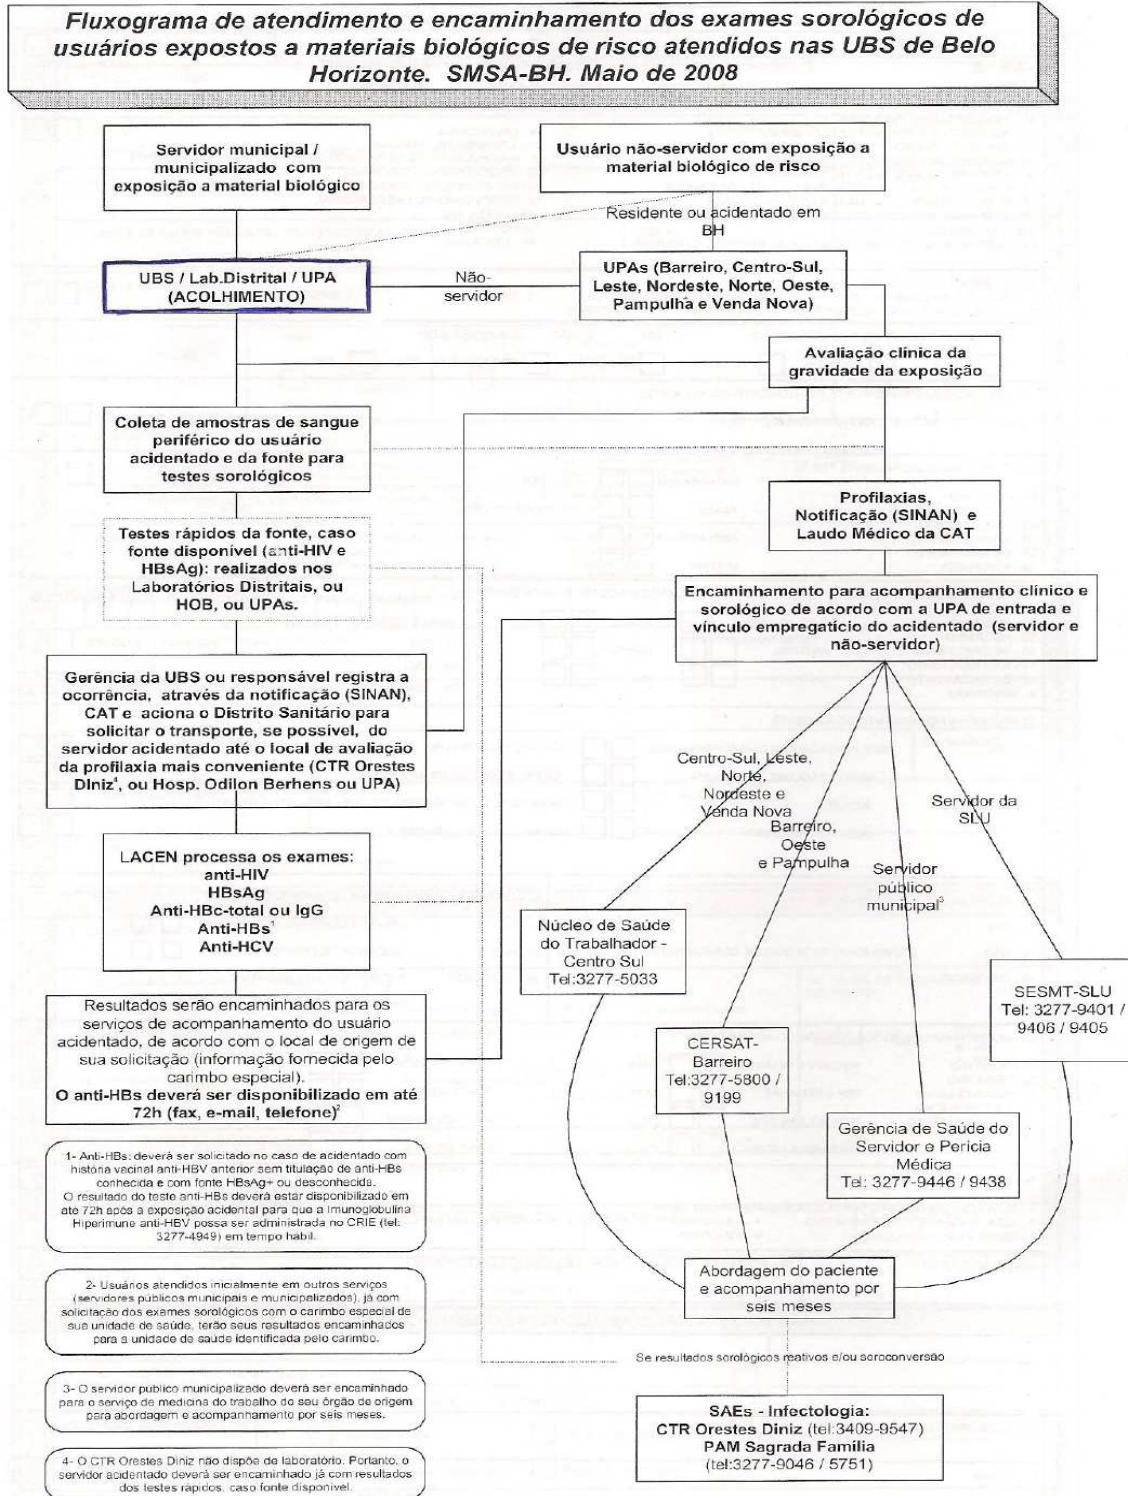 Fluxograma de atendimento e encaminhamento dos exames sorológicos de
usuários expostos a materiais biológicos de risco atendidos nas UBS de Belo
Horizonte. SMSA-BH. Maio de 2008
Servidor municipal /
municipalizado com
exposição a material biológico
Usuário não-servidor com exposição a
material biológico de risco
Residente ou acidentado em
BH
UBS / Lab.Distrital / UPA
(ACOLHIMENTO)
Não-
servidor
UPAs (Barreiro, Centro-Sul,
Leste, Nordeste, Norte, Oeste,
Pampulha e Venda Nova)
Avaliação clínica da
gravidade da exposição
Coleta de amostras de sangue
periférico do usuário
acidentado e da fonte para
testes sorológicos
Profilaxias,
Notificação (SINAN) e
Laudo Médico da CAT
Testes rápidos da fonte, caso
fonte disponível (anti-HIV e
HBsAg): realizados nos
Laboratórios Distritais, ou
HOB, ou UPAs.
Encaminhamento para acompanhamento clínico e
sorológico de acordo com a UPA de entrada e
vínculo empregatício do acidentado (servidor e
não-servidor)
Gerência da UBS ou responsável registra a
ocorrência, através da notificação (SINAN),
CAT e aciona o Distrito Sanitário para
solicitar o transporte, se possível, do
servidor acidentado até o local de avaliação
da profilaxia mais conveniente (CTR Orestes
DIniz⁴, ou Hosp. Odilon Berhens ou UPA)
Centro-Sul, Leste,
Norte,
Nordeste e
Venda Nova
Barreiro,
Oeste
e Pampulha
Servidor
público
municipal³
Servidor da
SLU
LACEN processa os exames:
anti-HIV
HBsAg
Anti-HBc-total ou IgG
Anti-HBs¹
Anti-HCV
Núcleo de Saúde
do Trabalhador -
Centro Sul
Tel:3277-5033
SESMT-SLU
Tel: 3277-9401 /
9406 / 9405
Resultados serão encaminhados para os
serviços de acompanhamento do usuário
acidentado, de acordo com o local de origem de
sua solicitação (informação fornecida pelo
carimbo especial).
O anti-HBs deverá ser disponibilizado em até
72h (fax, e-mail, telefone)²
CERSAT-
Barreiro
Tel:3277-5800 /
9199
Gerência de Saúde do
Servidor e Perícia
Médica
Tel: 3277-9446 / 9438
1- Anti-HBs: deverá ser solicitado no caso de acidentado com
história vacinal anti-HBV anterior sem titulação de anti-HBs
conhecida e com fonte HBsAg+ ou desconhecida.
O resultado do teste anti-HBs deverá estar disponibilizado em
até 72h após a exposição acidental para que a Imunoglobulina
Hiperimune anti-HBV possa ser administrada no CRIE (tel:
3277-4949) em tempo hábil.
Abordagem do paciente
e acompanhamento por
seis meses
2- Usuários atendidos inicialmente em outros serviços
(servidores públicos municipais e municipalizados), já com
solicitação dos exames sorológicos com o carimbo especial de
sua unidade de saúde, terão seus resultados encaminhados
para a unidade de saúde identificada pelo carimbo.
Se resultados sorológicos reativos e/ou soroconversão
3- O servidor público municipalizado deverá ser encaminhado
para o serviço de medicina do trabalho do seu órgão de origem
para abordagem e acompanhamento por seis meses.
SAEs - Infectologia:
CTR Orestes Diniz (tel:3409-9547)
PAM Sagrada Família
(tel:3277-9046 / 5751)
4- O CTR Orestes Diniz não dispõe de laboratório. Portanto, o
servidor acidentado deverá ser encaminhado já com resultados
dos testes rápidos, caso fonte disponível.